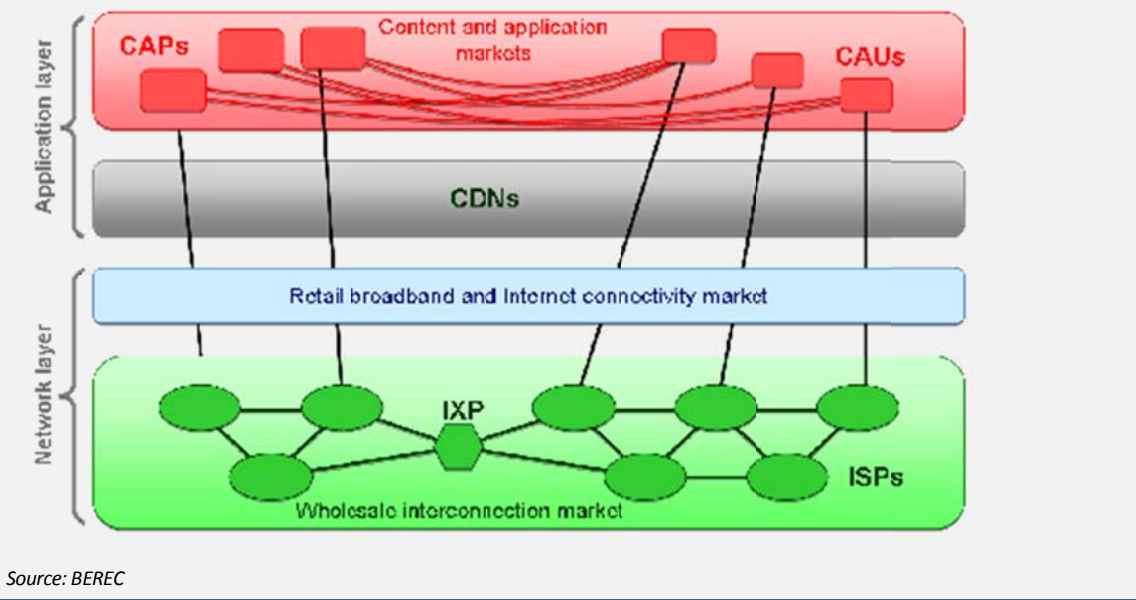 Application layer
CAPs
Content and application
markets
CAUs
CDNs
Network layer
Retail broadband and Internet connectivity market
IXP
ISPs
Wholesale interconnection market
Source: BEREC